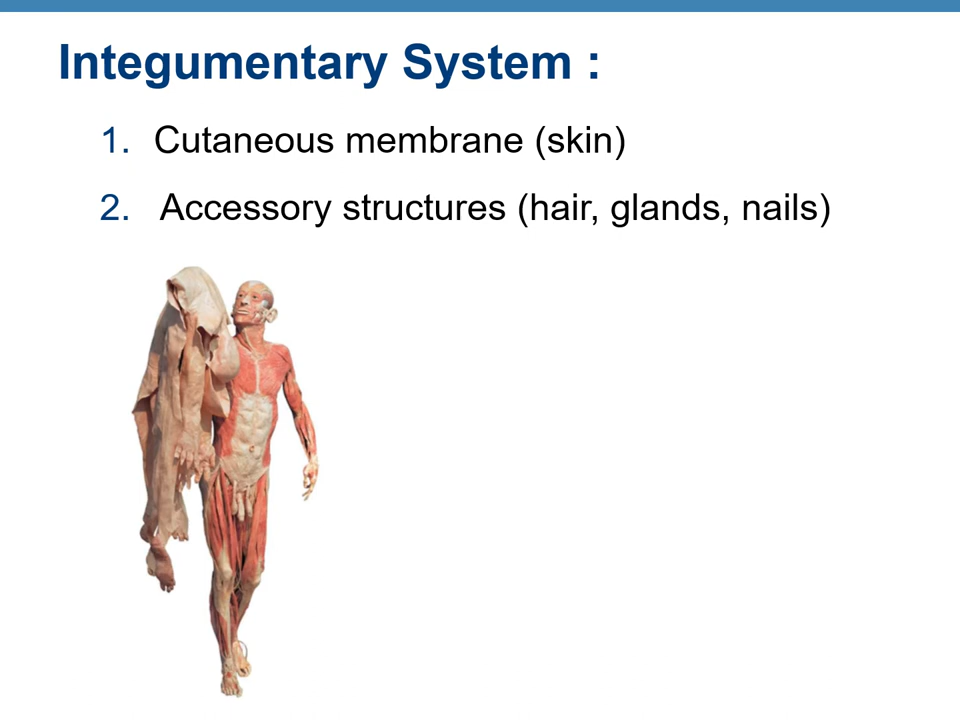 Integumentary System :
1. Cutaneous membrane (skin)
2. Accessory structures (hair, glands, nails)